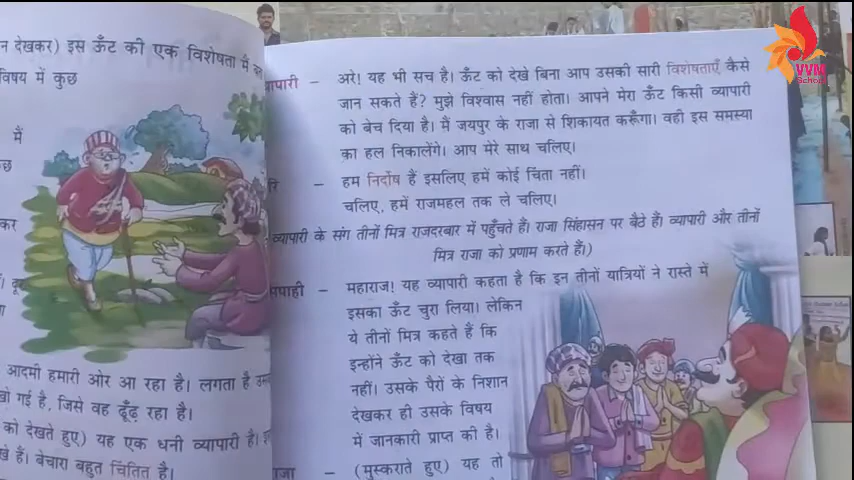 न देखकर) इस ऊँट की एक विशेषता मैं
विषय में कुछ
मैं
कर
आदमी हमारी ओर आ रहा है। लगता है
खो गई है, जिसे वह ढूँढ़ रहा है।
को देखते हुए) यह एक धनी व्यापारी है।
है। बेचारा बहुत चिंतित है।
व्यापारी – अरे! यह भी सच है। ऊँट को देखे बिना आप उसकी सारी विशेषताएँ कैसे
जान सकते हैं? मुझे विश्वास नहीं होता। आपने मेरा ऊँट किसी व्यापारी
को बेच दिया है। मैं जयपुर के राजा से शिकायत करूँगा। वही इस समस्या
का हल निकालेंगे। आप मेरे साथ चलिए।
– हम निर्दोष हैं इसलिए हमें कोई चिंता नहीं।
चलिए, हमें राजमहल तक ले चलिए।
व्यापारी के संग तीनों मित्र राजदरबार में पहुँचते हैं। राजा सिंहासन पर बैठे हैं। व्यापारी और तीनों
मित्र राजा को प्रणाम करते हैं।)
सिपाही – महाराज! यह व्यापारी कहता है कि इन तीनों यात्रियों ने रास्ते में
इसका ऊँट चुरा लिया। लेकिन
ये तीनों मित्र कहते हैं कि
इन्होंने ऊँट को देखा तक
नहीं। उसके पैरों के निशान
देखकर ही उसके विषय
में जानकारी प्राप्त की है।
राजा – (मुस्कराते हुए) यह तो
VVM
School